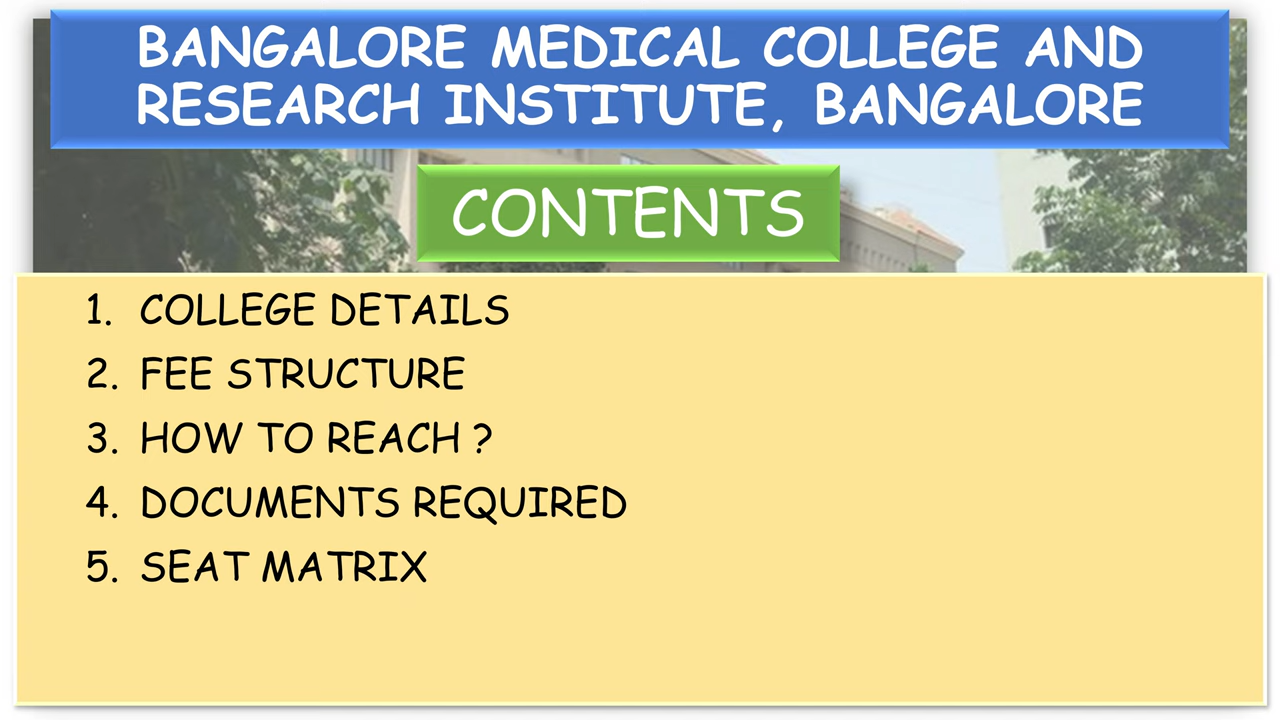 BANGALORE MEDICAL COLLEGE AND
RESEARCH INSTITUTE, BANGALORE
CONTENTS
1. COLLEGE DETAILS
2. FEE STRUCTURE
3. HOW TO REACH ?
4. DOCUMENTS REQUIRED
5. SEAT MATRIX